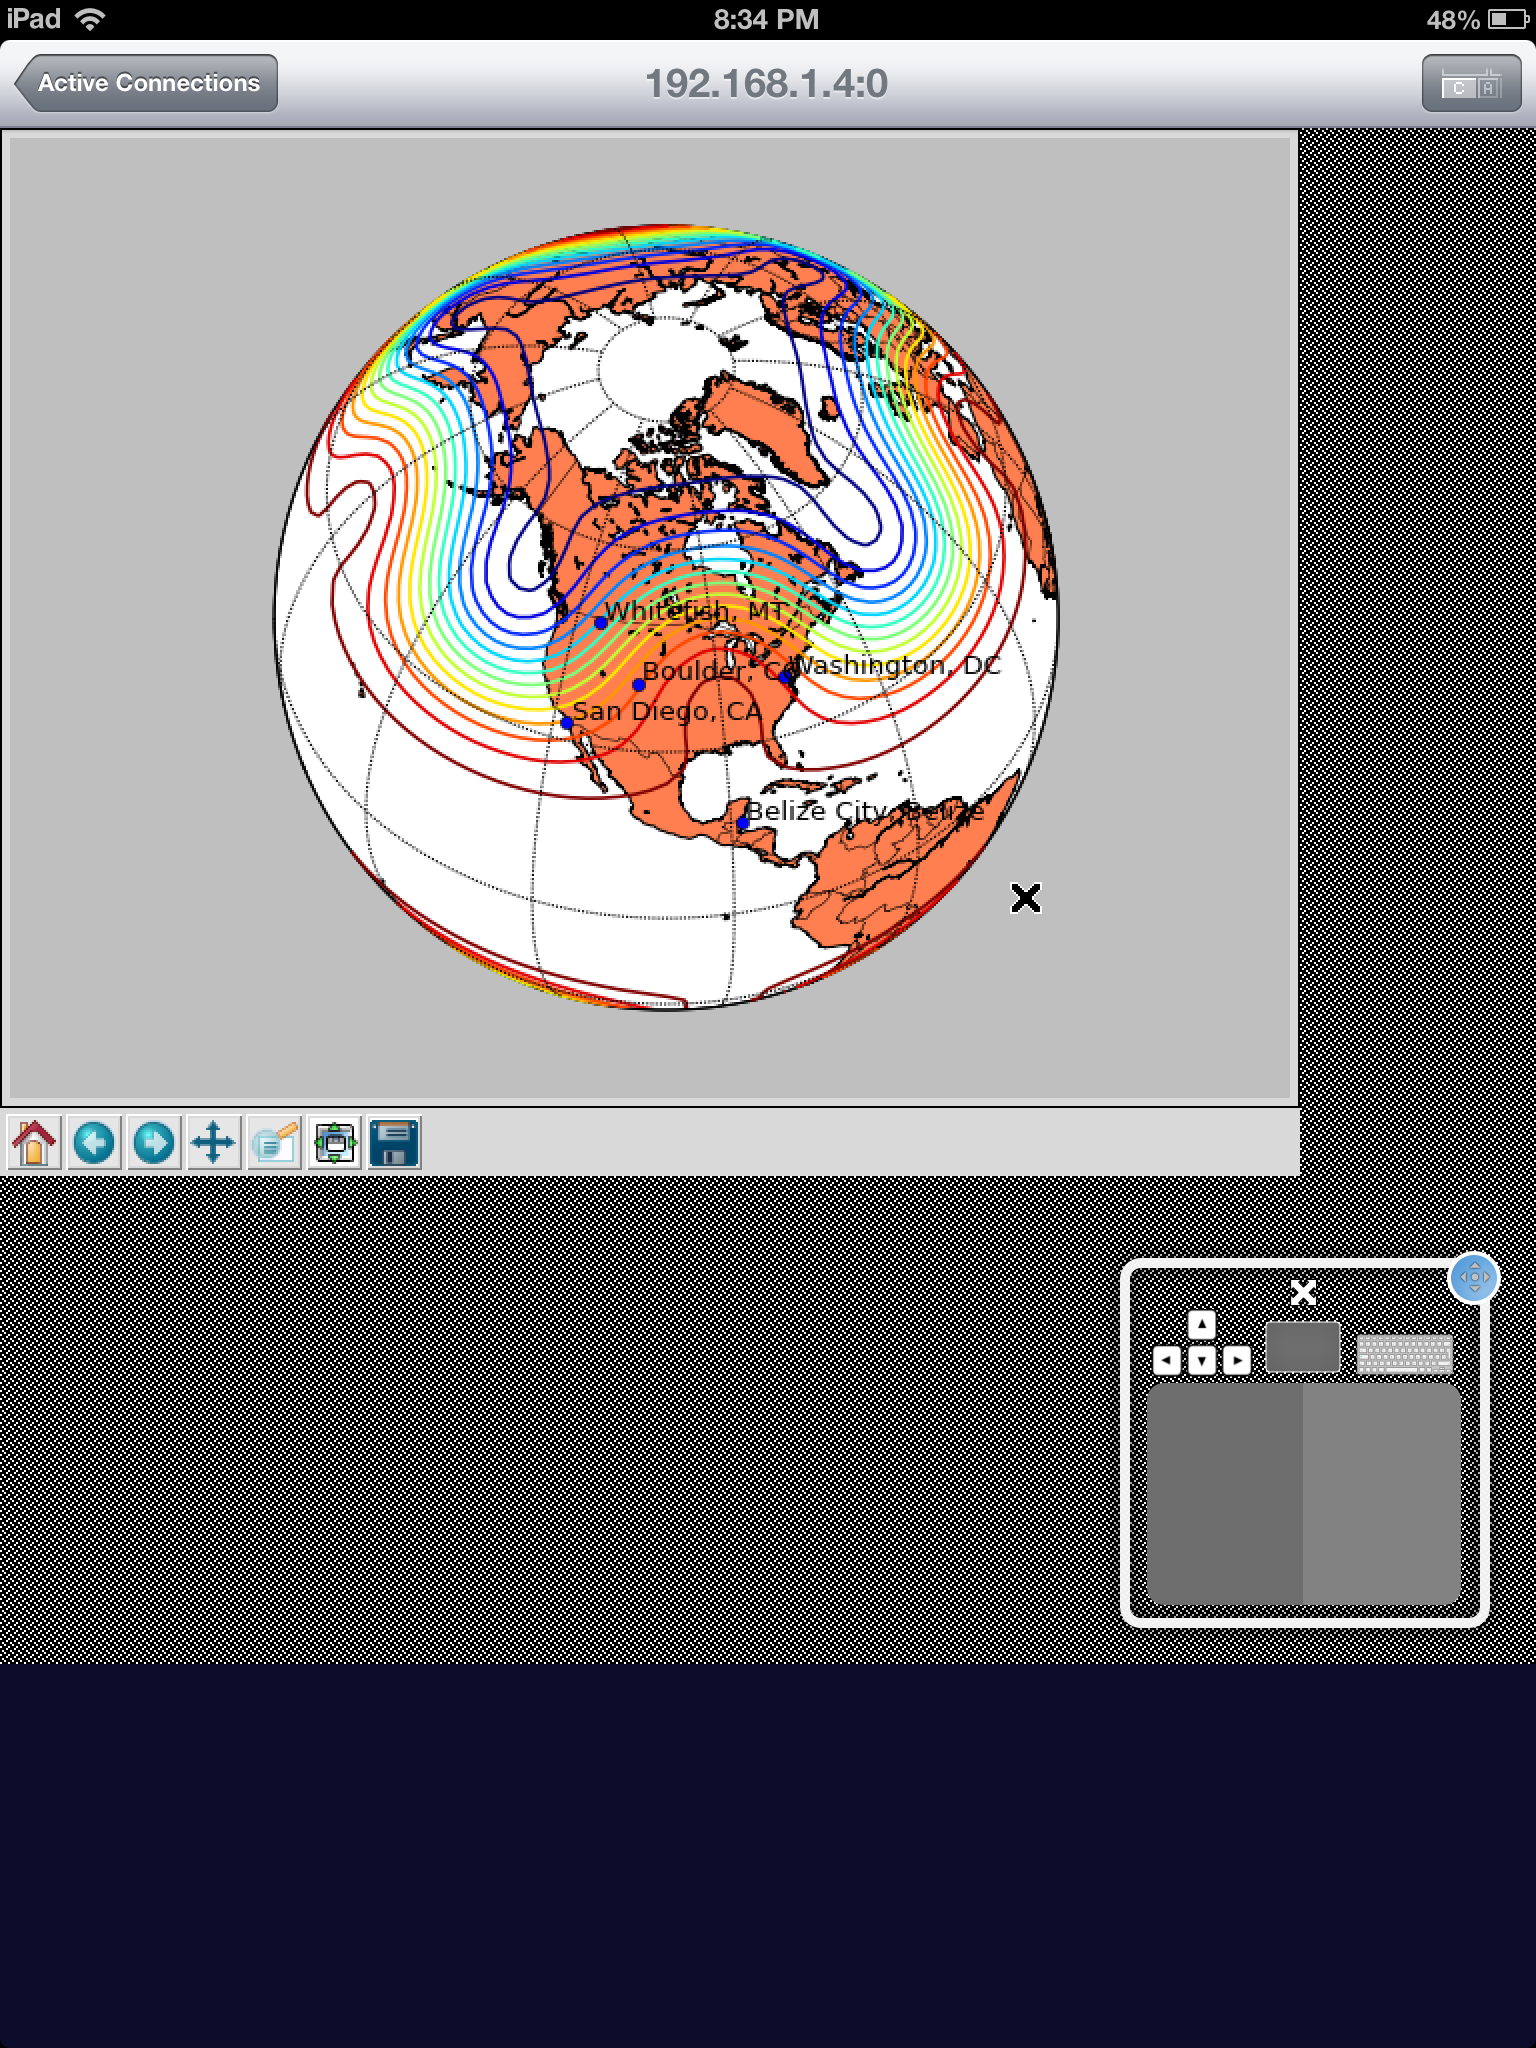 iPad
8:34 PM
48%
Active Connections
192.168.1.4:0
C A
Whitefish, MT
Washington, DC
Boulder, CO
San Diego, CA
Belize City, Belize